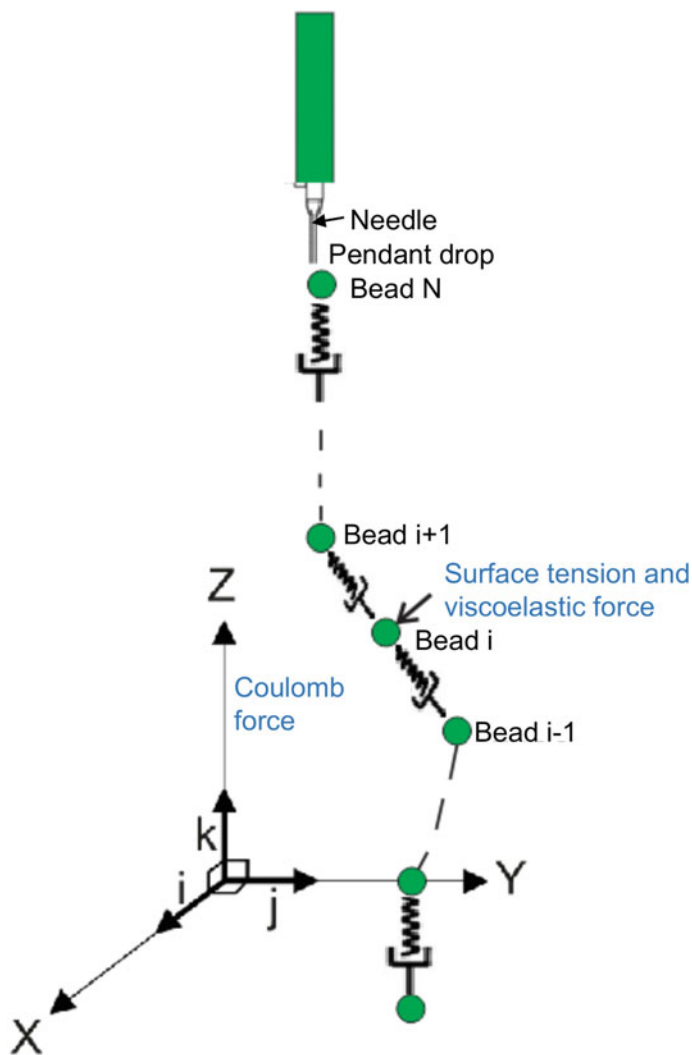 Needle
Pendant drop
Bead N
Bead i+1
Surface tension and
viscoelastic force
Bead i
Z
Coulomb
force
Bead i-1
k
i
j
Y
X